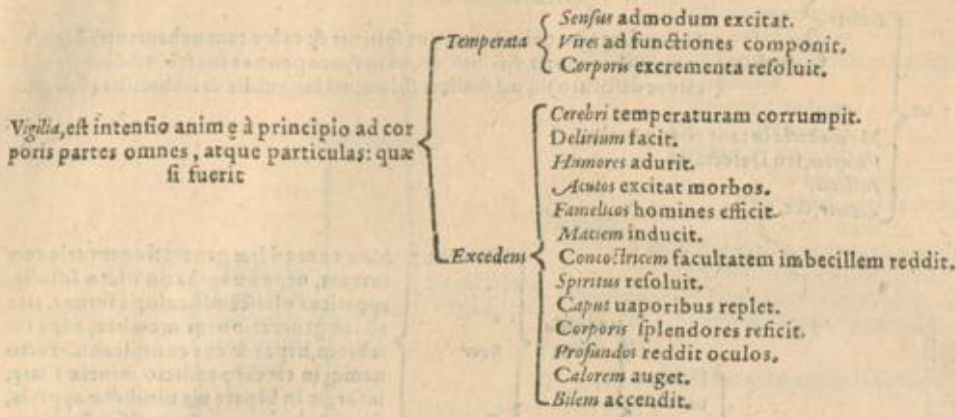 Vigilia, est intensio animę à principio ad cor
poris partes omnes, atque particulas: quæ
si fuerit
Temperata
Sensus admodum excitat.
Vires ad functiones componit.
Corporis excrementa resoluit.
Excedens
Cerebri temperaturam corrumpit.
Delirium facit.
Humores adurit.
Acutos excitat morbos.
Famelicos homines efficit.
Maciem inducit.
Concoctricem facultatem imbecillem reddit.
Spiritus resoluit.
Caput uaporibus replet.
Corporis splendores reficit.
Profundos reddit oculos.
Calorem auget.
Bilem accendit.